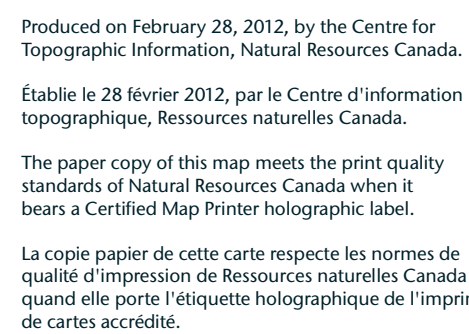 Produced on February 28, 2012, by the Centre for
Topographic Information, Natural Resources Canada.
Établie le 28 février 2012, par le Centre d'information
topographique, Ressources naturelles Canada.
The paper copy of this map meets the print quality
standards of Natural Resources Canada when it
bears a Certified Map Printer holographic label.
La copie papier de cette carte respecte les normes de
qualité d'impression de Ressources naturelles Canada
quand elle porte l'étiquette holographique de
de cartes accrédité.